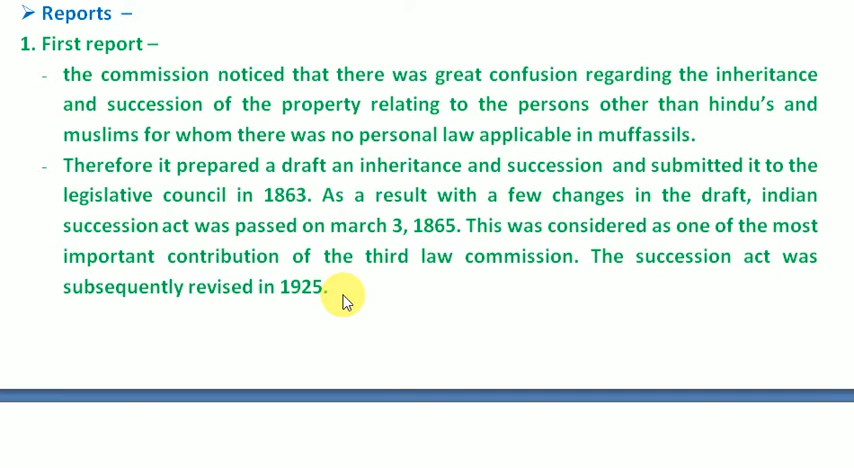 ➤ Reports –
1. First report –
- the commission noticed that there was great confusion regarding the inheritance
and succession of the property relating to the persons other than hindu's and
muslims for whom there was no personal law applicable in muffassils.
- Therefore it prepared a draft an inheritance and succession and submitted it to the
legislative council in 1863. As a result with a few changes in the draft, indian
succession act was passed on march 3, 1865. This was considered as one of the most
important contribution of the third law commission. The succession act was
subsequently revised in 1925.